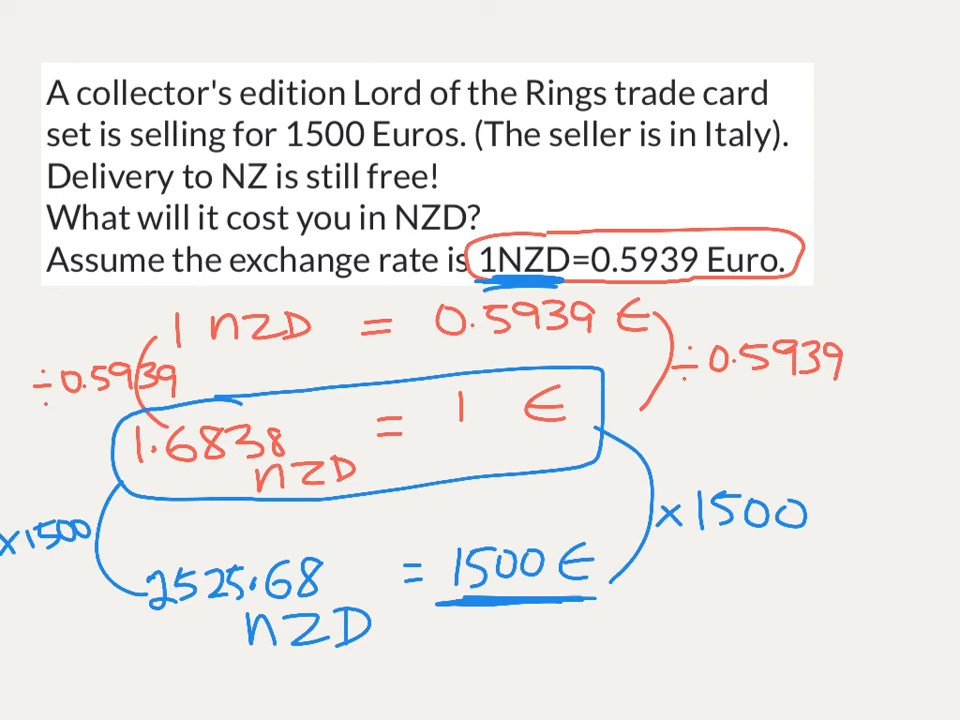 A collector's edition Lord of the Rings trade card
set is selling for 1500 Euros. (The seller is in Italy).
Delivery to NZ is still free!
What will it cost you in NZD?
Assume the exchange rate is 1NZD=0.5939 Euro.
1 NZD = 0.5939 €
÷0.5939 ÷0.5939
1.6838 NZD = 1 €
×1500 ×1500
2525.68 NZD = 1500 €